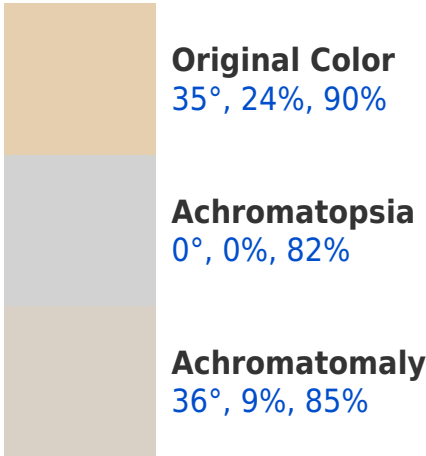 Original Color
35°, 24%, 90%
Achromatopsia
0°, 0%, 82%
Achromatomaly
36°, 9%, 85%